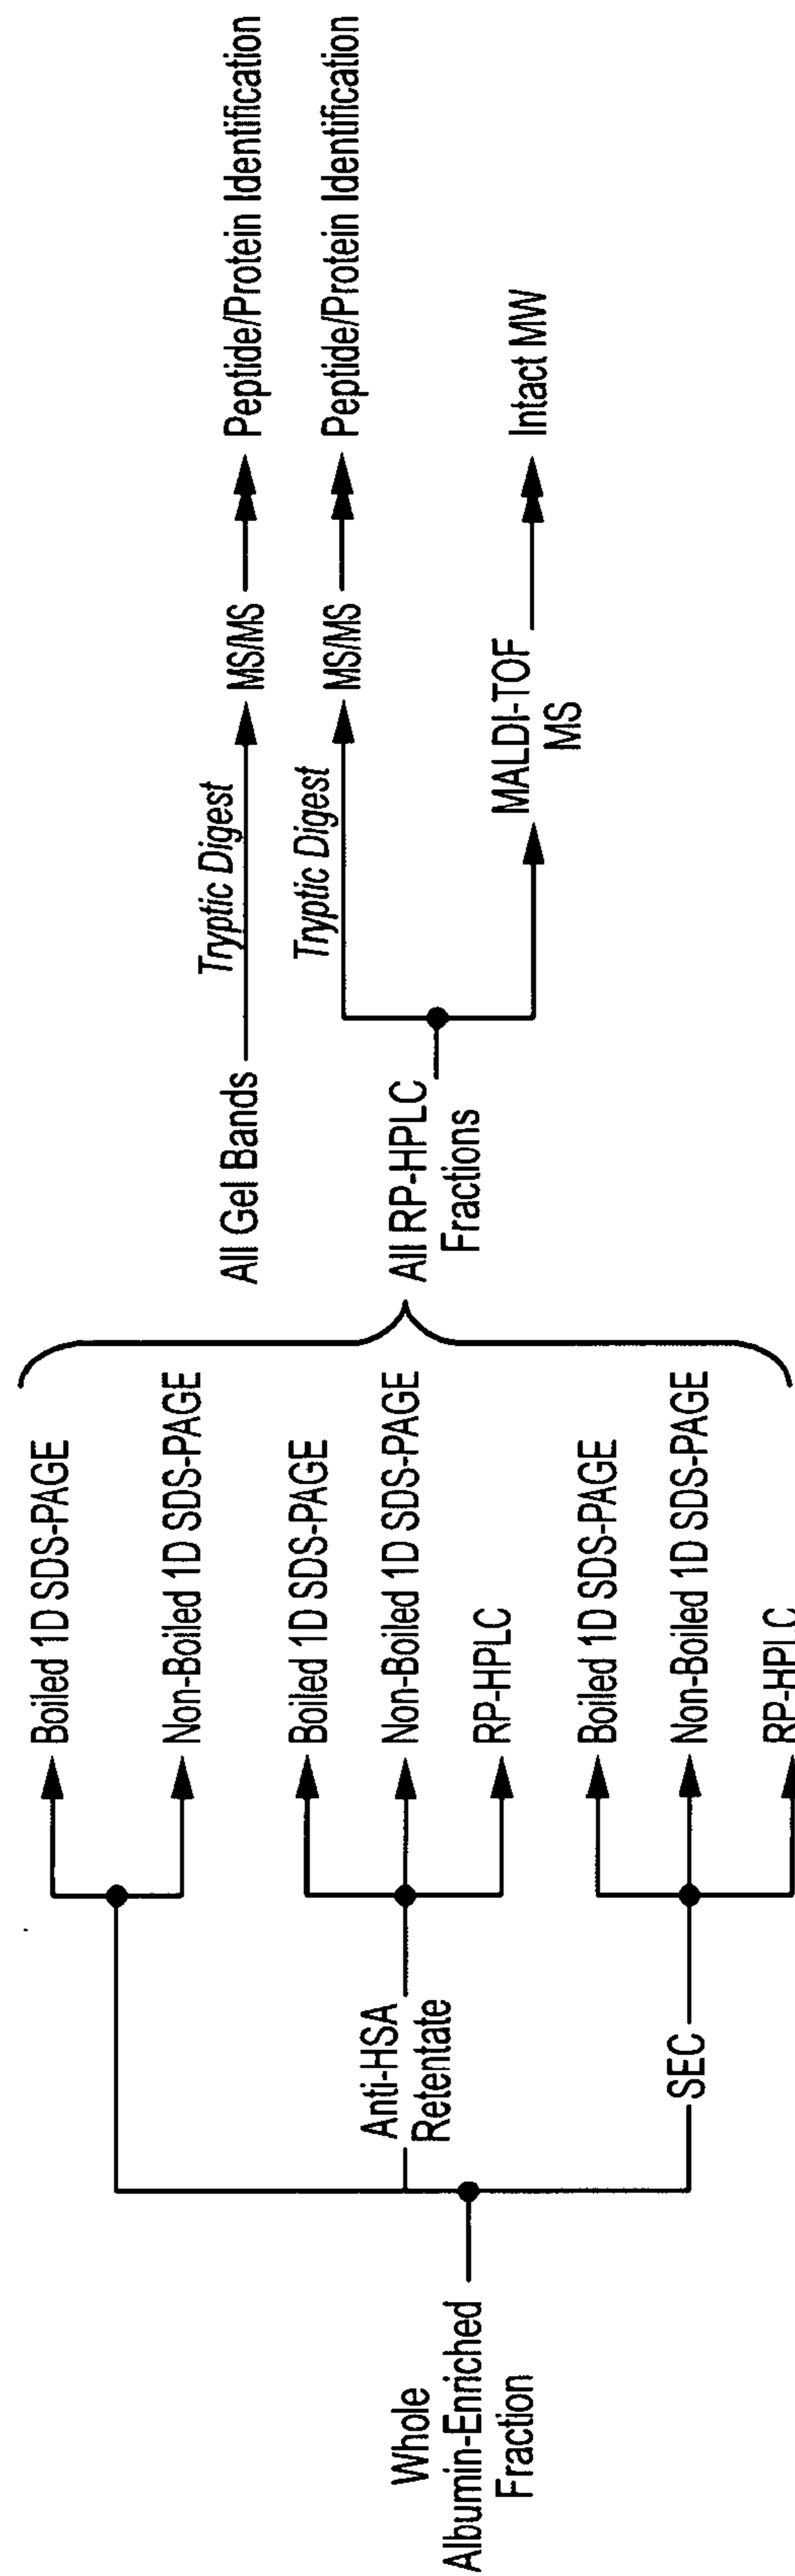 Whole
Albumin-Enriched
Fraction
Anti-HSA
Retentate
SEC
Boiled 1D SDS-PAGE
Non-Boiled 1D SDS-PAGE
Boiled 1D SDS-PAGE
Non-Boiled 1D SDS-PAGE
RP-HPLC
Boiled 1D SDS-PAGE
Non-Boiled 1D SDS-PAGE
RP-HPLC
All Gel Bands
Tryptic Digest
MS/MS
Peptide/Protein Identification
All RP-HPLC
Fractions
Tryptic Digest
MS/MS
Peptide/Protein Identification
MALDI-TOF
MS
Intact MW